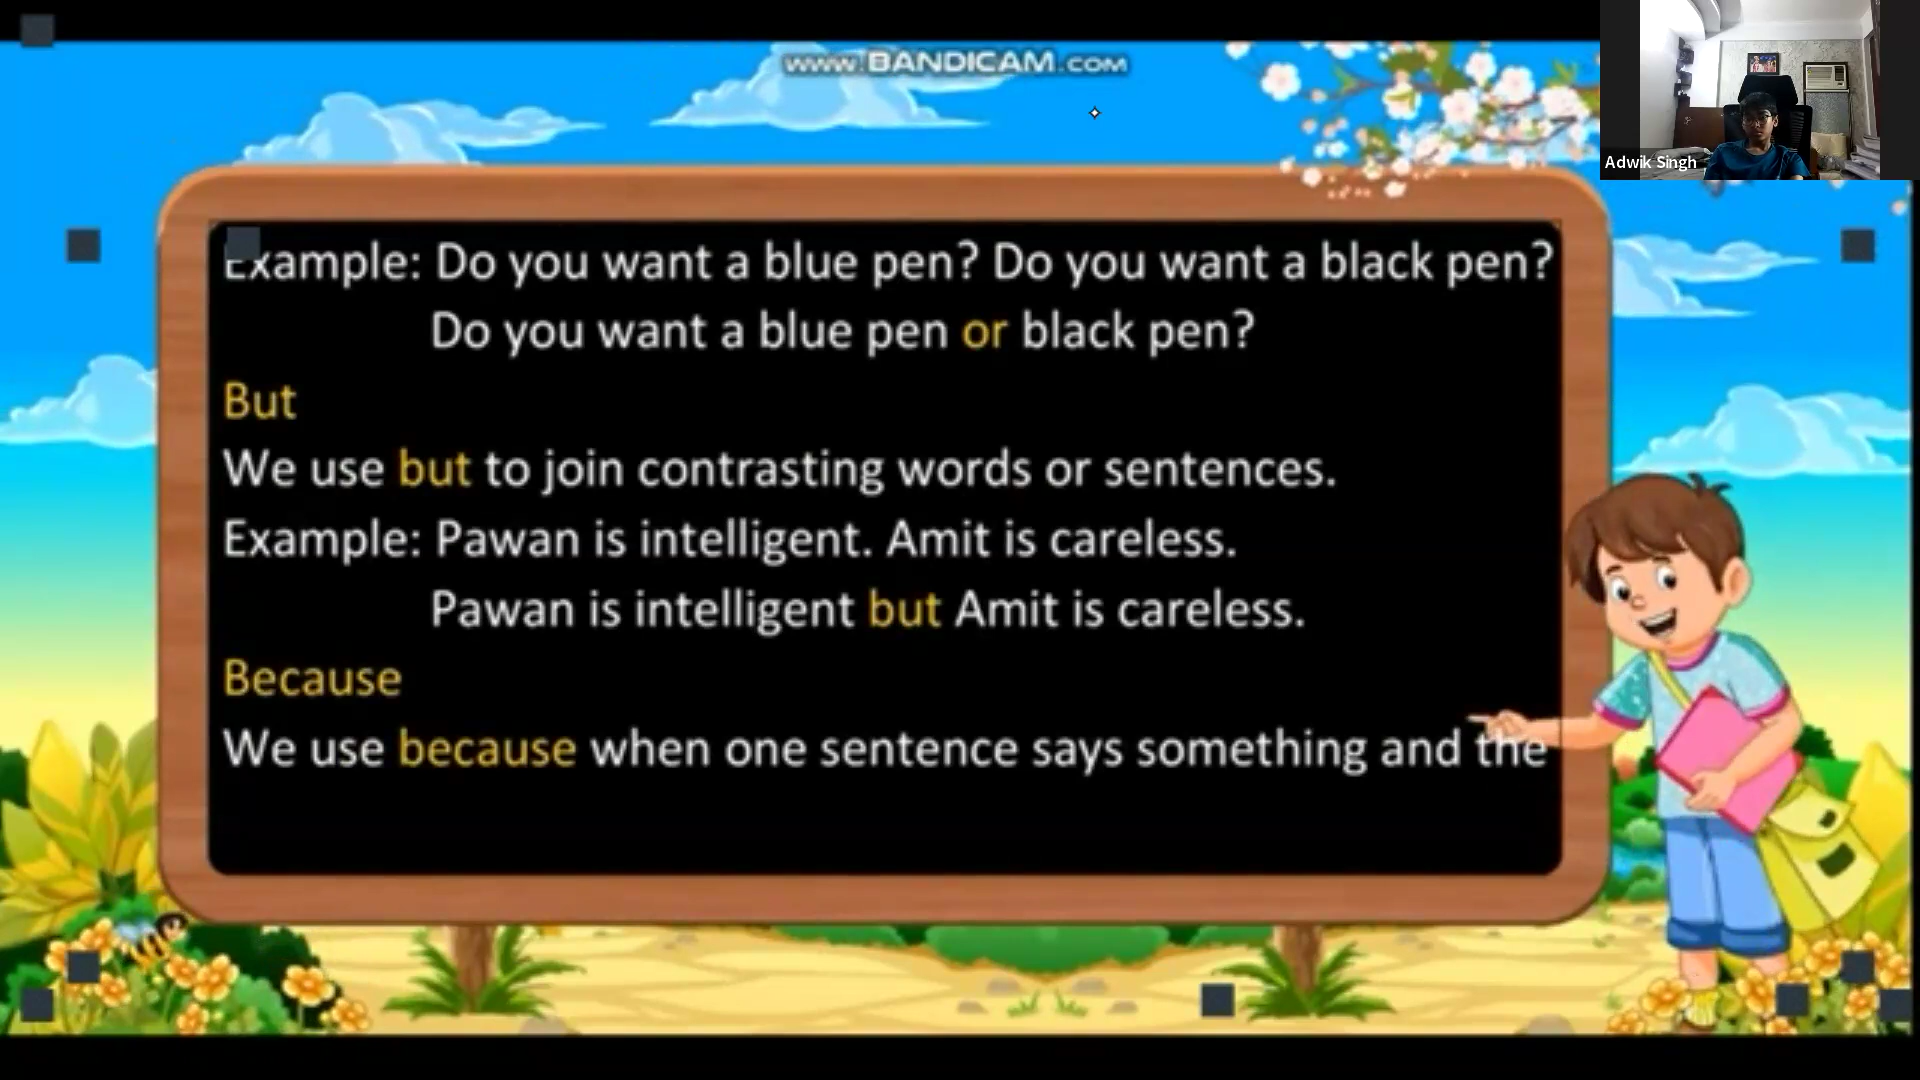 www.BANDICAM.COM
Adwik Singh
Example: Do you want a blue pen? Do you want a black pen?
Do you want a blue pen or black pen?
But
We use but to join contrasting words or sentences.
Example: Pawan is intelligent. Amit is careless.
Pawan is intelligent but Amit is careless.
Because
We use because when one sentence says something and the